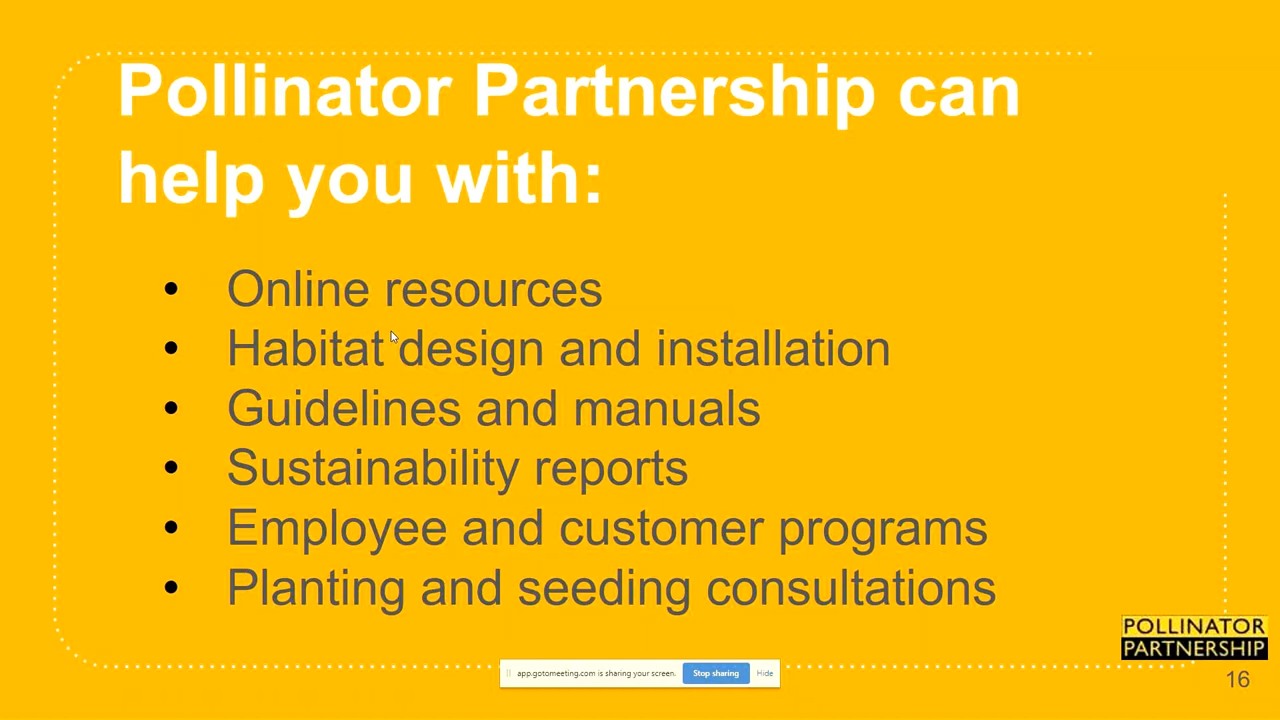 Pollinator Partnership can
help you with:
• Online resources
• Habitat design and installation
• Guidelines and manuals
• Sustainability reports
• Employee and customer programs
• Planting and seeding consultations
POLLINATOR
PARTNERSHIP
app.gotomeeting.com is sharing your screen. Stop sharing Hide
16